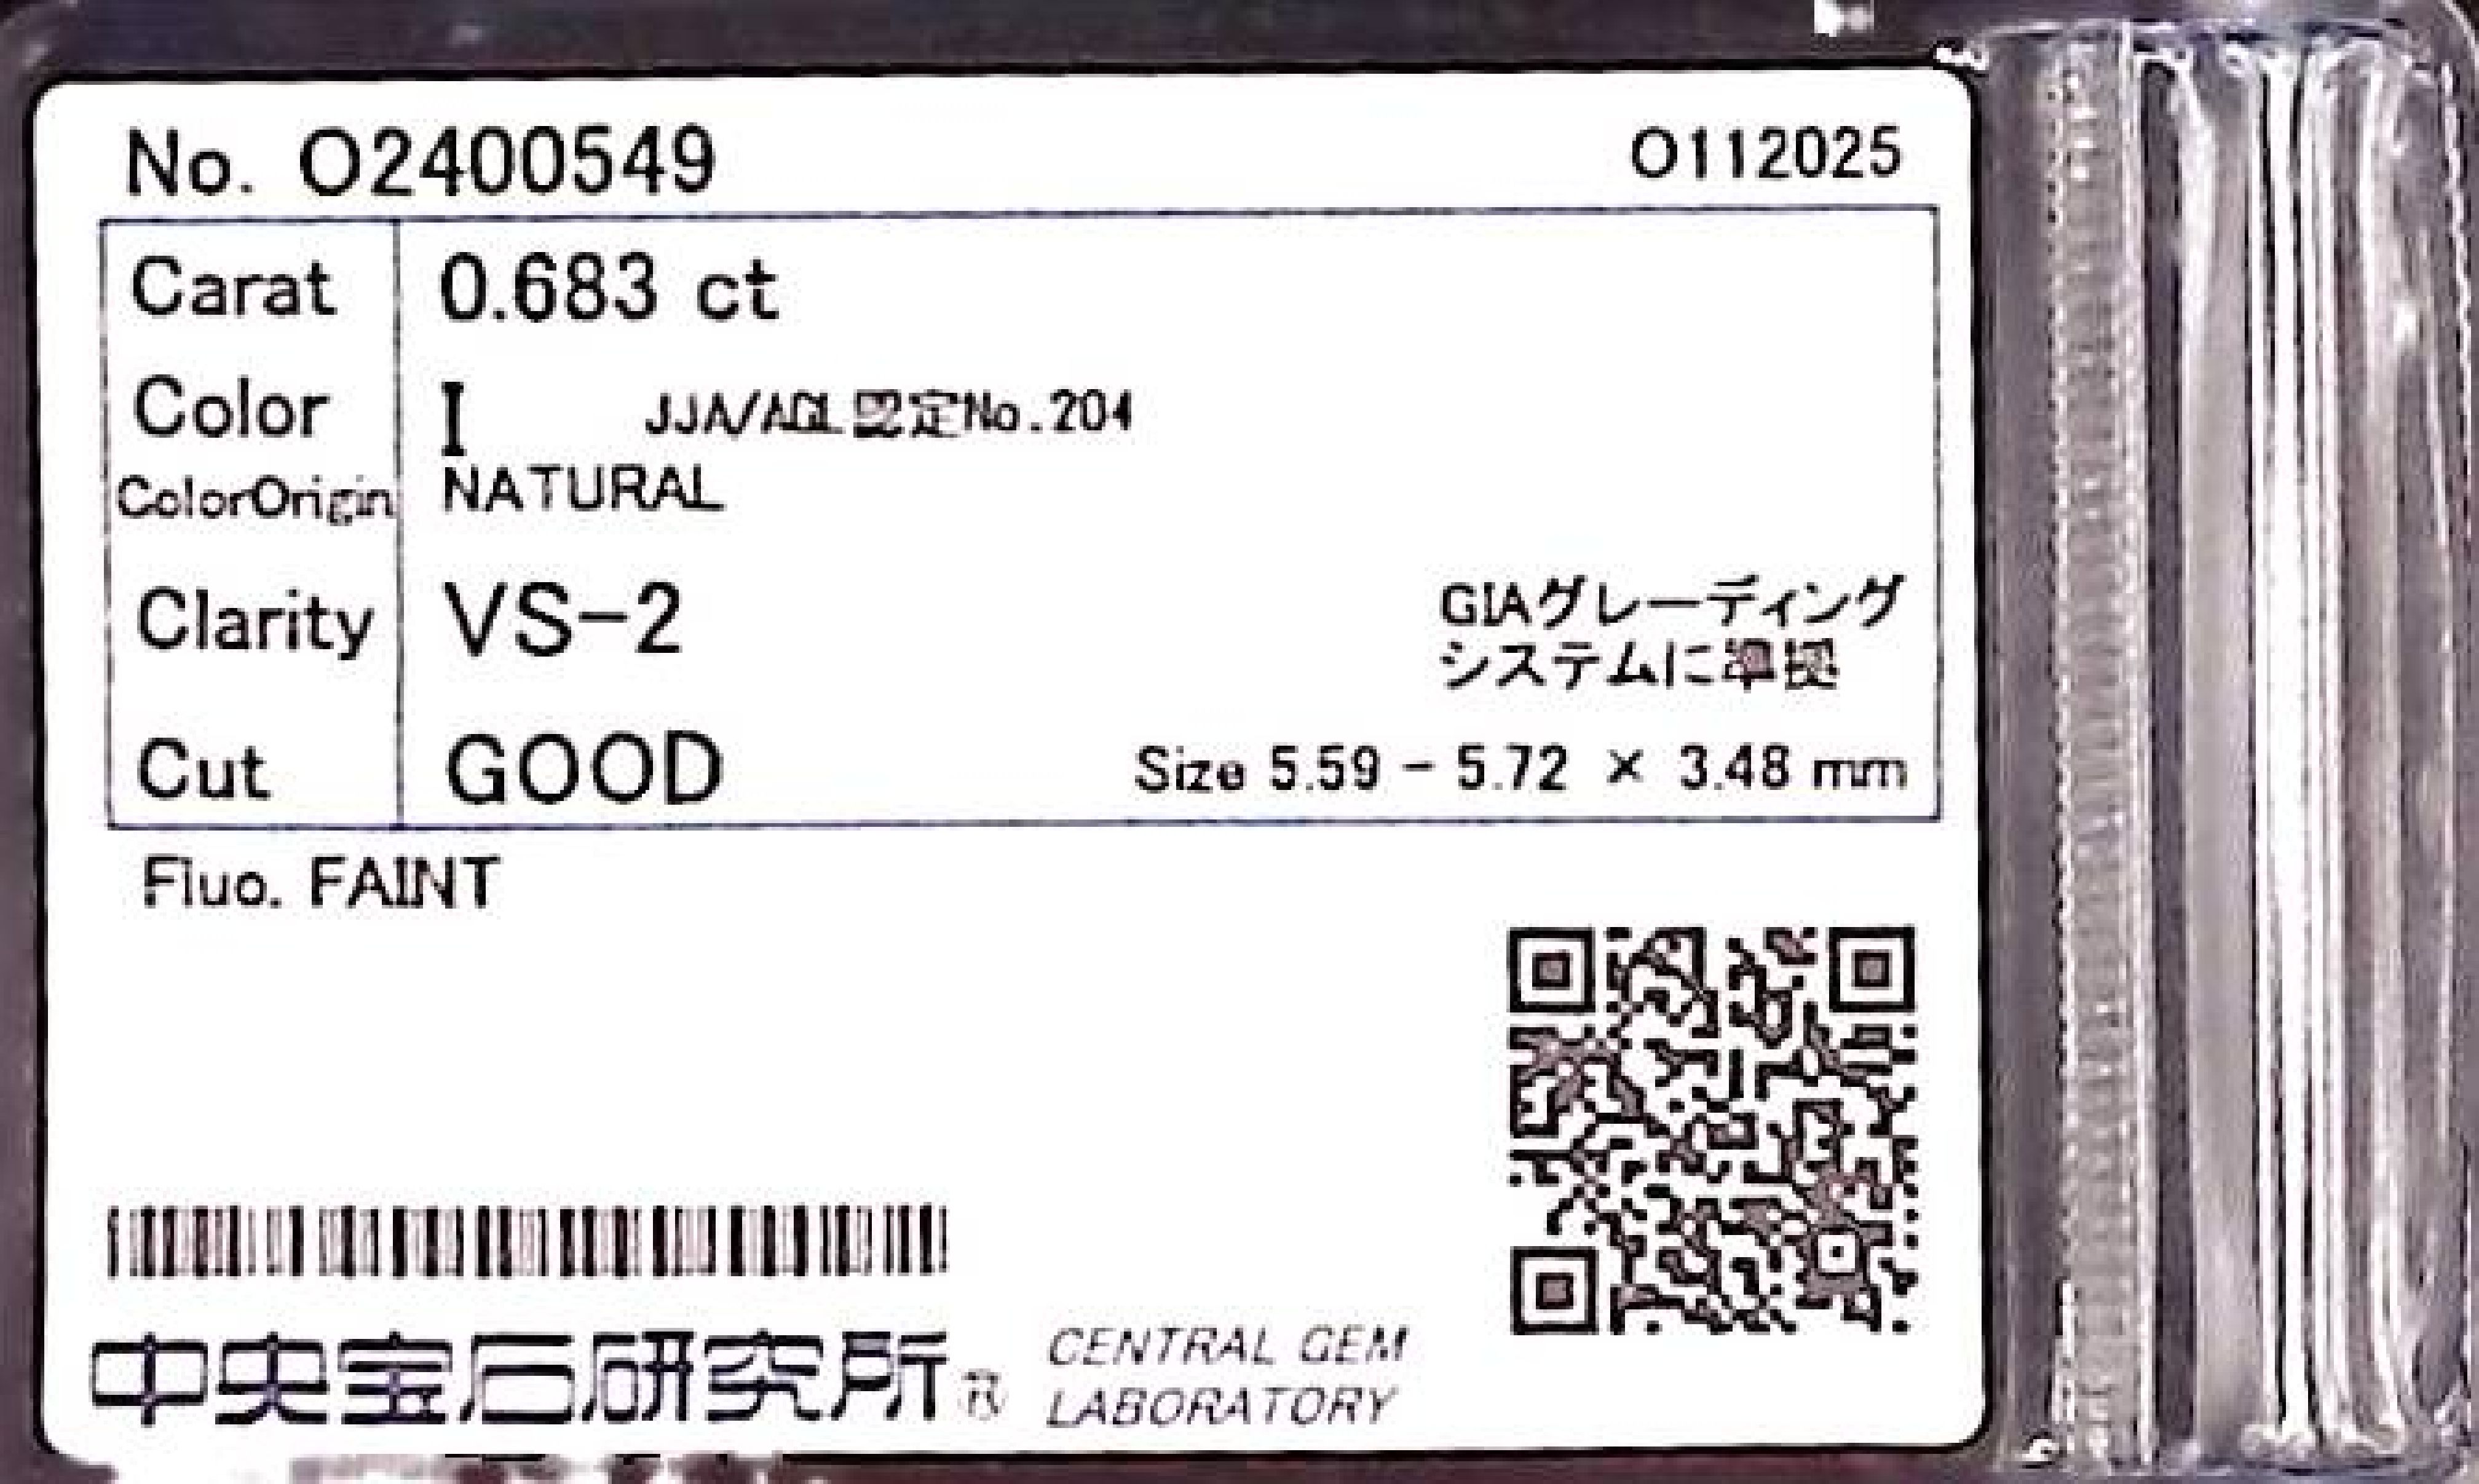 No. O2400549
O112025
Carat 0.683 ct
Color I JJA/AGL認定No.204
ColorOrigin NATURAL
Clarity VS-2
GIAグレーディング
システムに準拠
Cut GOOD Size 5.59 - 5.72 × 3.48 mm
Fluo. FAINT
中央宝石研究所® CENTRAL GEM
LABORATORY